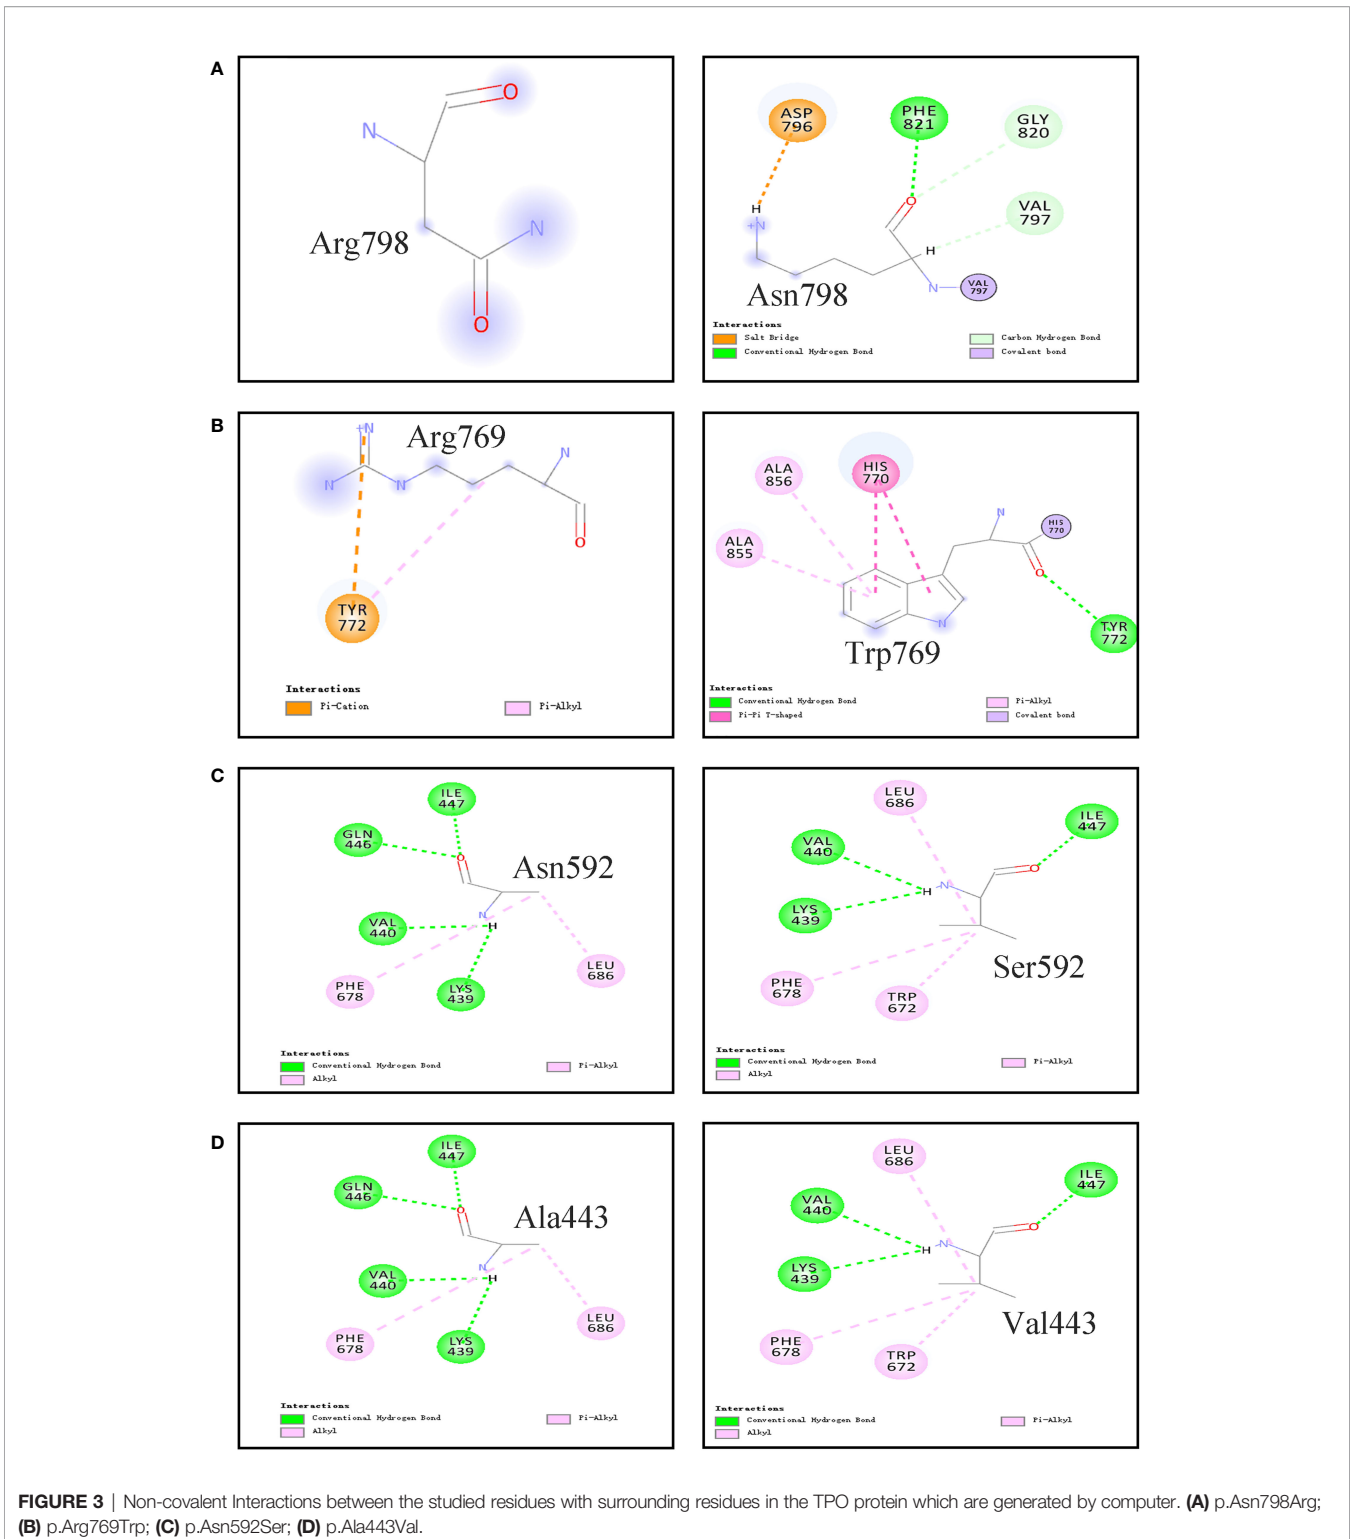 A
O
N
Arg798
N
O
ASP
796
PHE
821
GLY
820
VAL
797
H
+N
O
H
N
VAL
797
Asn798
Interactions
Salt Bridge
Conventional Hydrogen Bond
Carbon Hydrogen Bond
Covalent bond
B
+N
Arg769
N
N
N
O
TYR
772
Interactions
Pi-Cation
Pi-Alkyl
ALA
856
HIS
770
ALA
855
N
HIS
770
O
N
TYR
772
Trp769
Interactions
Conventional Hydrogen Bond
Pi-Pi T-shaped
Pi-Alkyl
Covalent bond
C
ILE
447
GLN
446
O
Asn592
N
H
VAL
440
PHE
678
LYS
439
LEU
686
Interactions
Conventional Hydrogen Bond
Alkyl
Pi-Alkyl
LEU
686
ILE
447
VAL
440
O
N
H
LYS
439
Ser592
PHE
678
TRP
672
Interactions
Conventional Hydrogen Bond
Alkyl
Pi-Alkyl
D
ILE
447
GLN
446
O
Ala443
N
H
VAL
440
PHE
678
LYS
439
LEU
686
Interactions
Conventional Hydrogen Bond
Alkyl
Pi-Alkyl
LEU
686
ILE
447
VAL
440
O
N
H
LYS
439
Val443
PHE
678
TRP
672
Interactions
Conventional Hydrogen Bond
Alkyl
Pi-Alkyl
FIGURE 3 | Non-covalent Interactions between the studied residues with surrounding residues in the TPO protein which are generated by computer. (A) p.Asn798Arg;
(B) p.Arg769Trp; (C) p.Asn592Ser; (D) p.Ala443Val.